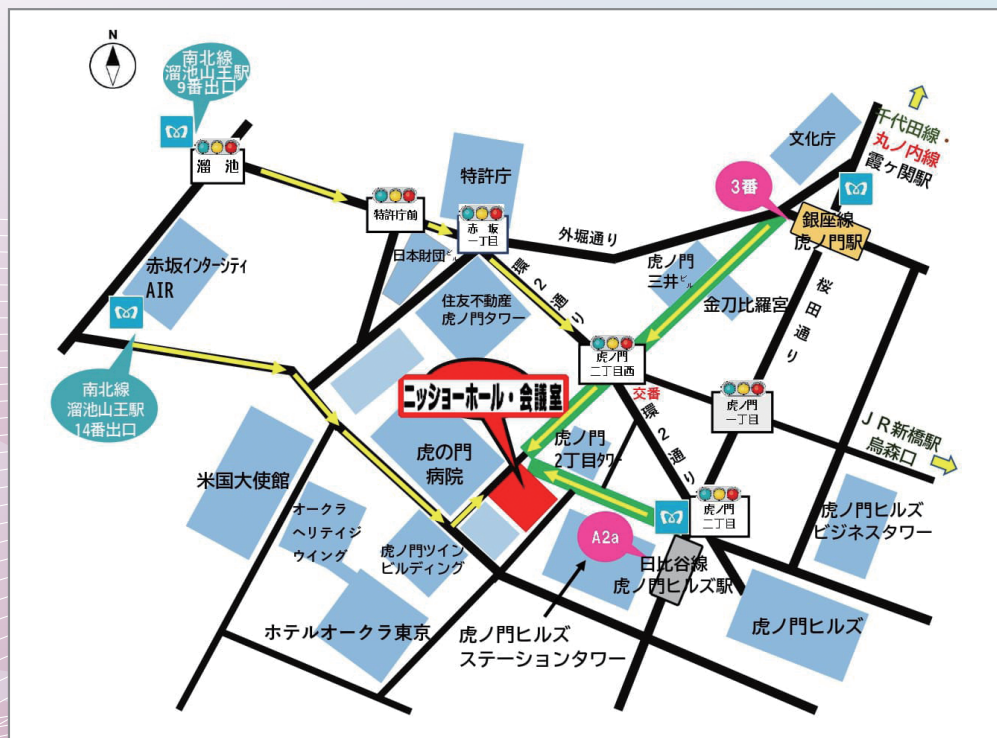 N
南北線
溜池山王駅
9番出口
溜 池
特許庁前
特許庁
赤 坂
一丁目
日本財団ビル
外堀通り
文化庁
千代田線・
丸ノ内線
霞ヶ関駅
3番
銀座線
虎ノ門駅
赤坂インターシティ
AIR
住友不動産
虎ノ門タワー
環2通り
虎ノ門
三井ビル
金刀比羅宮
桜田通り
虎ノ門
二丁目西
交番
虎ノ門
一丁目
ニッショーホール・会議室
南北線
溜池山王駅
14番出口
JR新橋駅
烏森口
虎の門
病院
虎ノ門
2丁目タワー
環2通り
米国大使館
オークラ
ヘリテイジ
ウイング
虎ノ門ツイン
ビルディング
A2a
虎ノ門
二丁目
日比谷線
虎ノ門ヒルズ駅
虎ノ門ヒルズ
ビジネスタワー
ホテルオークラ東京
虎ノ門ヒルズ
ステーションタワー
虎ノ門ヒルズ